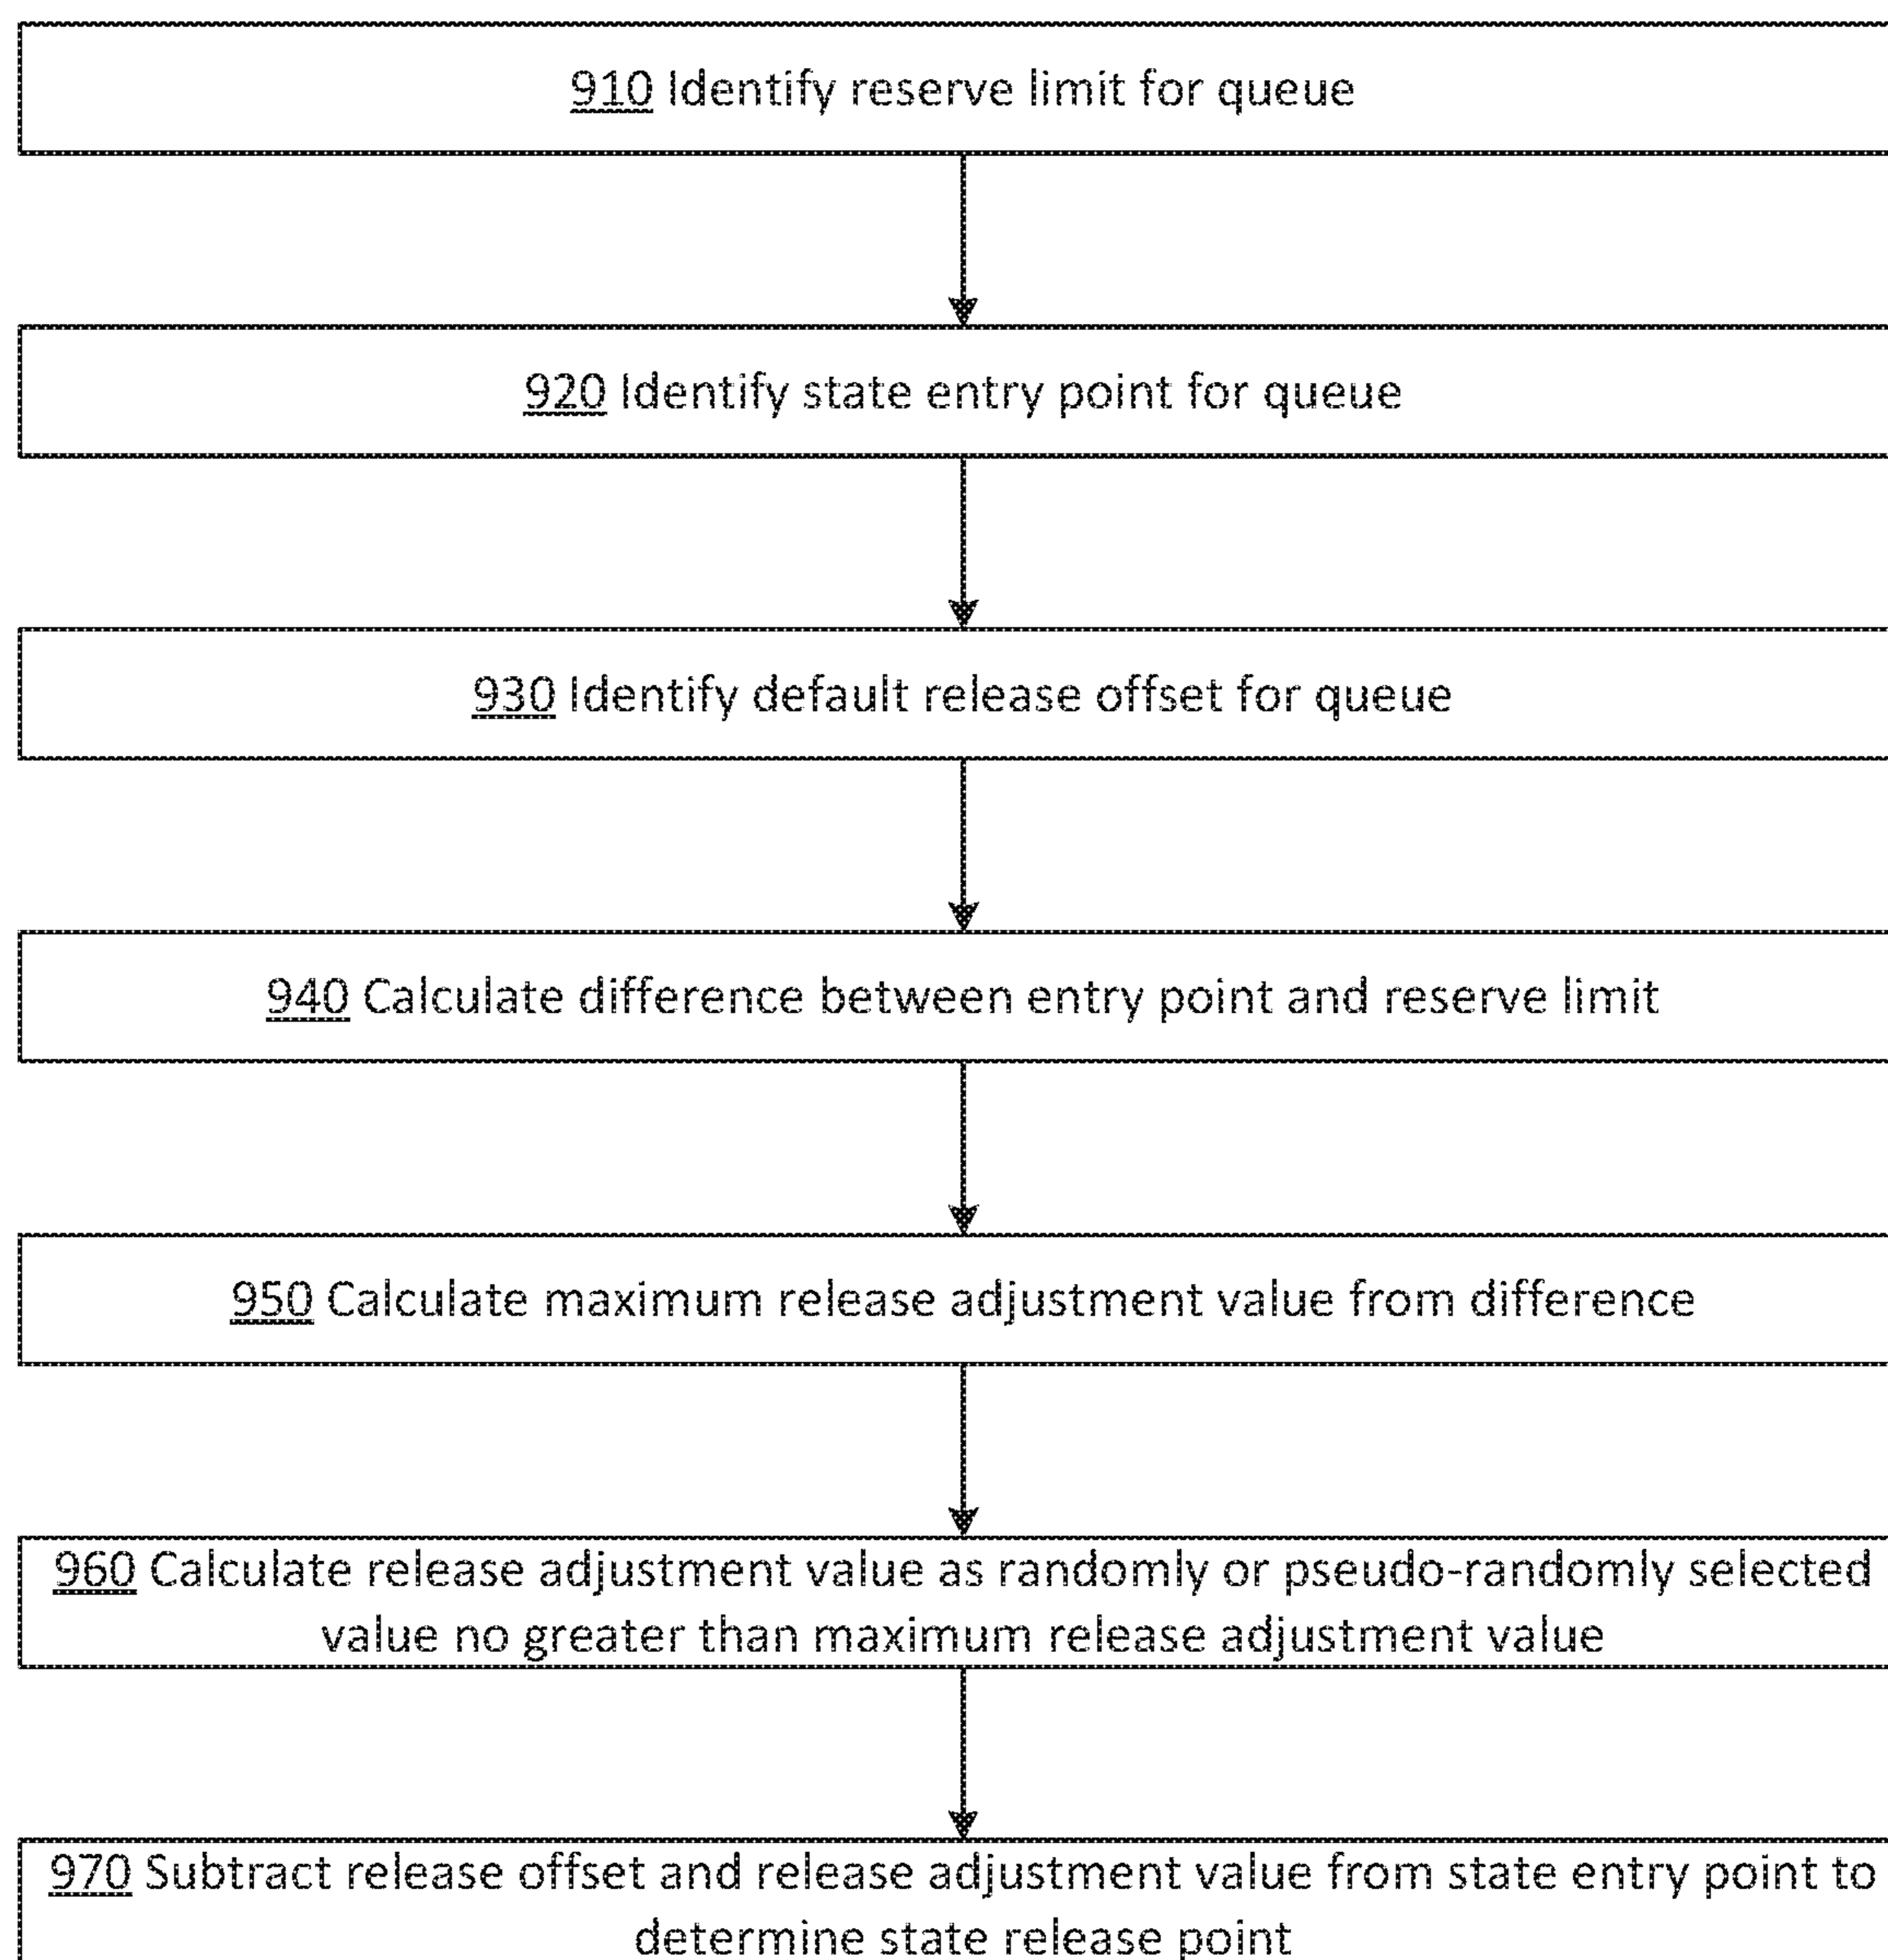 910 Identify reserve limit for queue
920 Identify state entry point for queue
930 Identify default release offset for queue
940 Calculate difference between entry point and reserve limit
950 Calculate maximum release adjustment value from difference
960 Calculate release adjustment value as randomly or pseudo-randomly selected
value no greater than maximum release adjustment value
970 Subtract release offset and release adjustment value from state entry point to
determine state release point